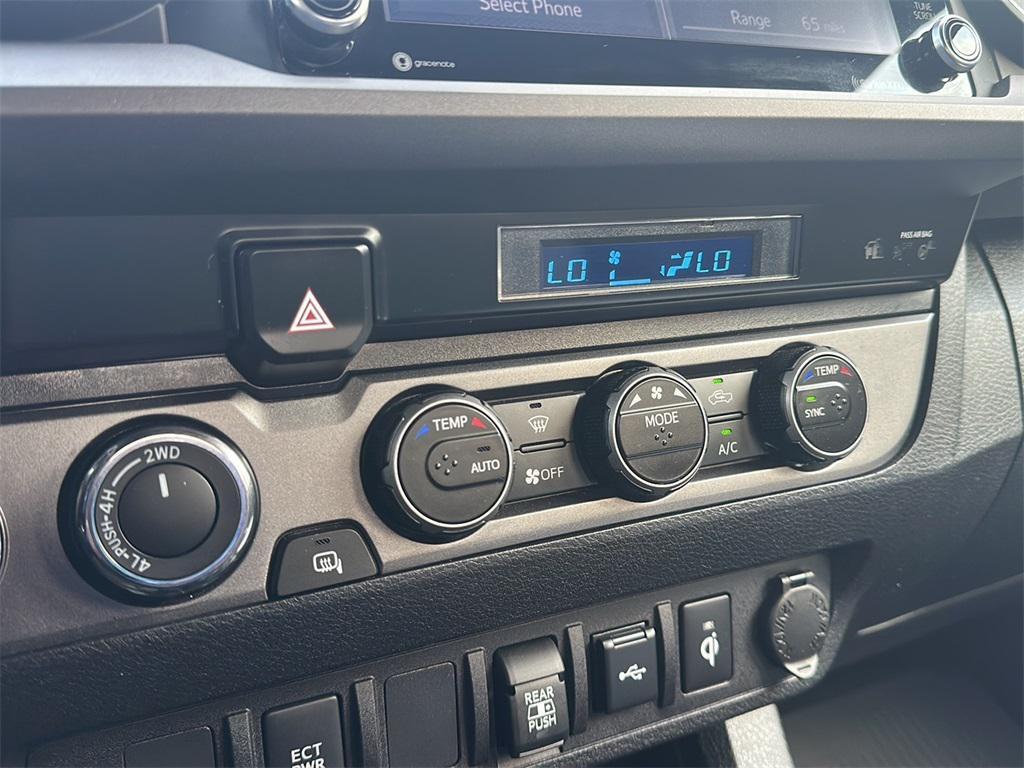 Select Phone
Range 65 miles
TUNE
SCROLL
gracenote
PASS AIR BAG
LO LO
2WD
4L-PUSH-4H
TEMP
AUTO
OFF
MODE
A/C
TEMP
SYNC
REAR
PUSH
ECT
PWR